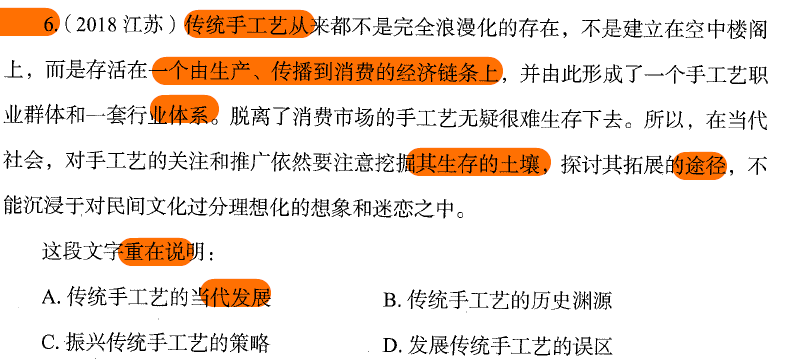 6.（2018 江苏）传统手工艺从来都不是完全浪漫化的存在，不是建立在空中楼阁
上，而是存活在一个由生产、传播到消费的经济链条上，并由此形成了一个手工艺职
业群体和一套行业体系。脱离了消费市场的手工艺无疑很难生存下去。所以，在当代
社会，对手工艺的关注和推广依然要注意挖掘其生存的土壤，探讨其拓展的途径，不
能沉浸于对民间文化过分理想化的想象和迷恋之中。
这段文字重在说明：
A. 传统手工艺的当代发展 B. 传统手工艺的历史渊源
C. 振兴传统手工艺的策略 D. 发展传统手工艺的误区